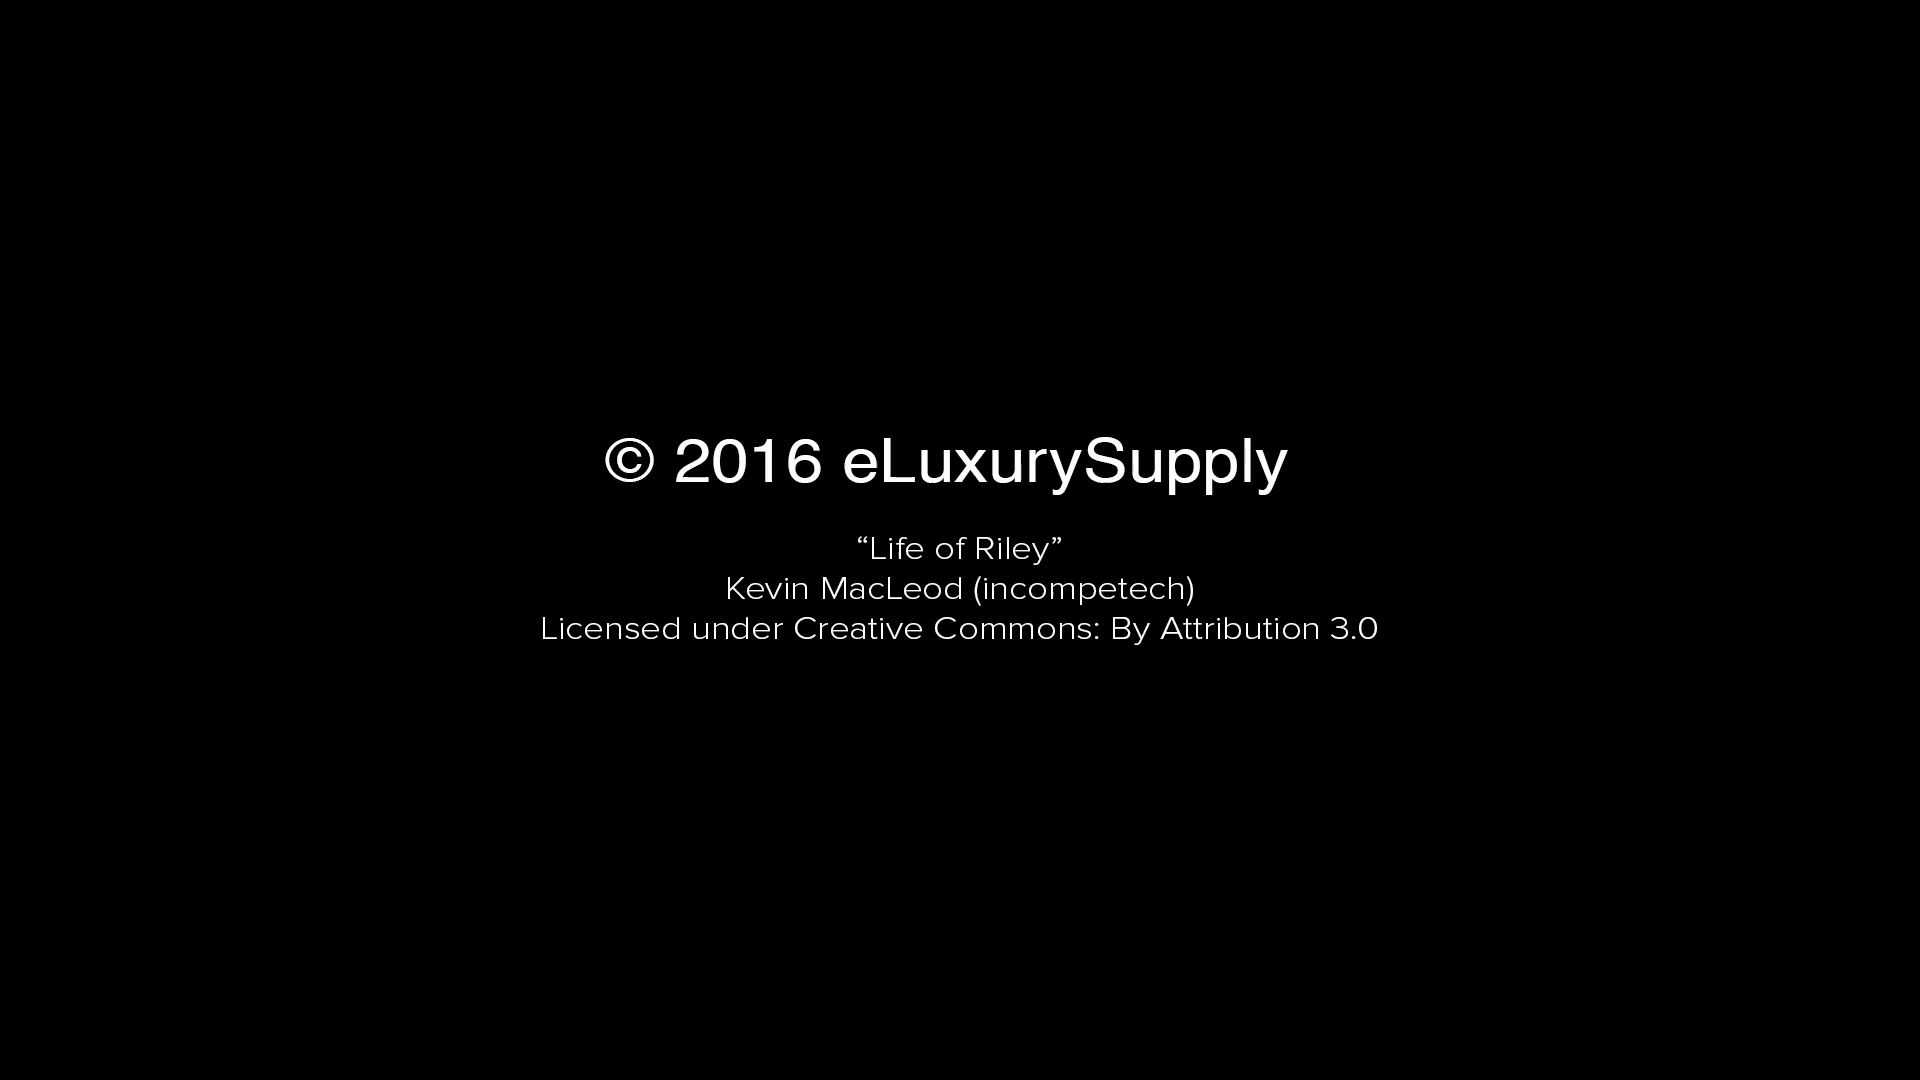 © 2016 eLuxurySupply
“Life of Riley”
Kevin MacLeod (incompetech)
Licensed under Creative Commons: By Attribution 3.0